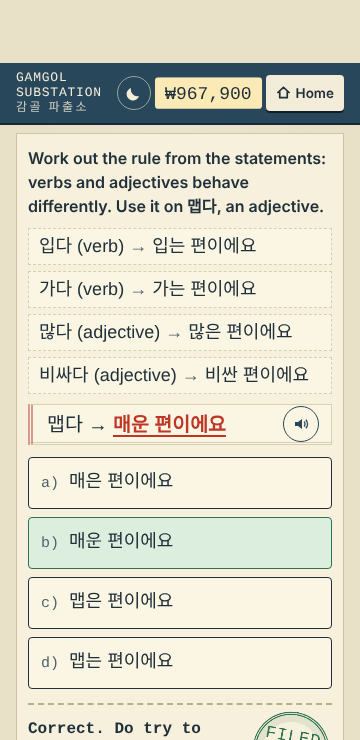 GAMGOL
SUBSTATION
감골 파출소
₩967,900
Home
Work out the rule from the statements:
verbs and adjectives behave
differently. Use it on 맵다, an adjective.
입다 (verb) → 입는 편이에요
가다 (verb) → 가는 편이에요
많다 (adjective) → 많은 편이에요
비싸다 (adjective) → 비싼 편이에요
맵다 → 매운 편이에요
a) 매은 편이에요
b) 매운 편이에요
c) 맵은 편이에요
d) 맵는 편이에요
Correct. Do try to
FILED